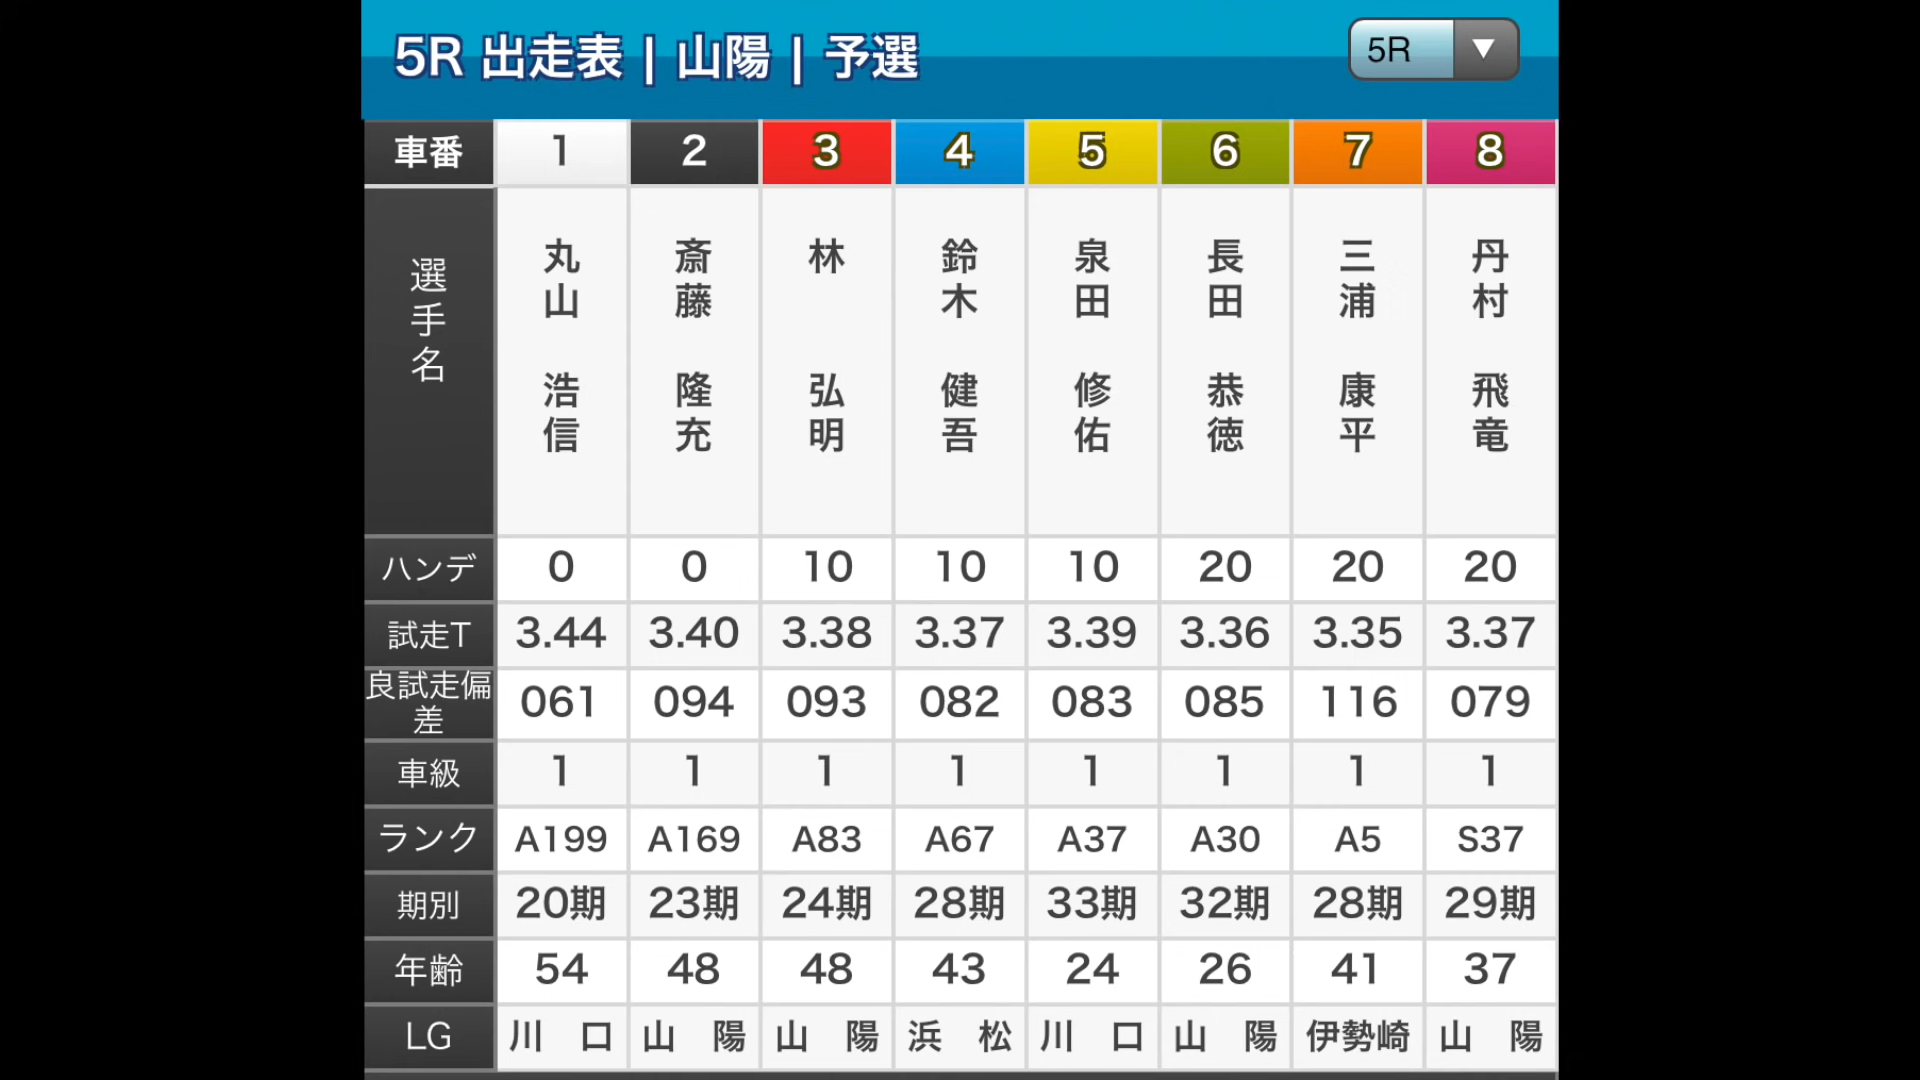 5R 出走表 | 山陽 | 予選
5R ▼
車番 1 2 3 4 5 6 7 8
選手名 丸山 浩信 斎藤 隆充 林 弘明 鈴木 健吾 泉田 修佑 長田 恭徳 三浦 康平 丹村 飛竜
ハンデ 0 0 10 10 10 20 20 20
試走T 3.44 3.40 3.38 3.37 3.39 3.36 3.35 3.37
良試走偏差 061 094 093 082 083 085 116 079
車級 1 1 1 1 1 1 1 1
ランク A199 A169 A83 A67 A37 A30 A5 S37
期別 20期 23期 24期 28期 33期 32期 28期 29期
年齢 54 48 48 43 24 26 41 37
LG 川口 山陽 山陽 浜松 川口 山陽 伊勢崎 山陽